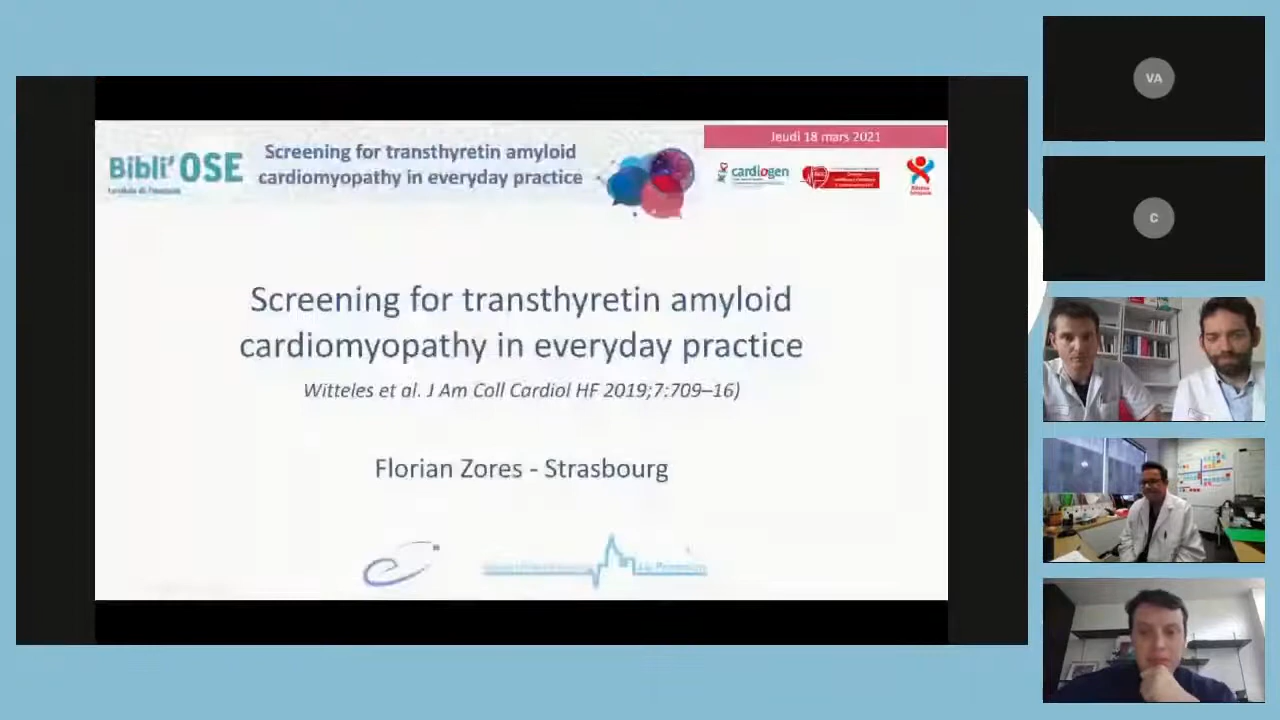 Bibli'OSE
Screening for transthyretin amyloid
cardiomyopathy in everyday practice
Jeudi 18 mars 2021
cardiogen
Screening for transthyretin amyloid
cardiomyopathy in everyday practice
Witteles et al. J Am Coll Cardiol HF 2019;7:709–16)
Florian Zores - Strasbourg
VA
C